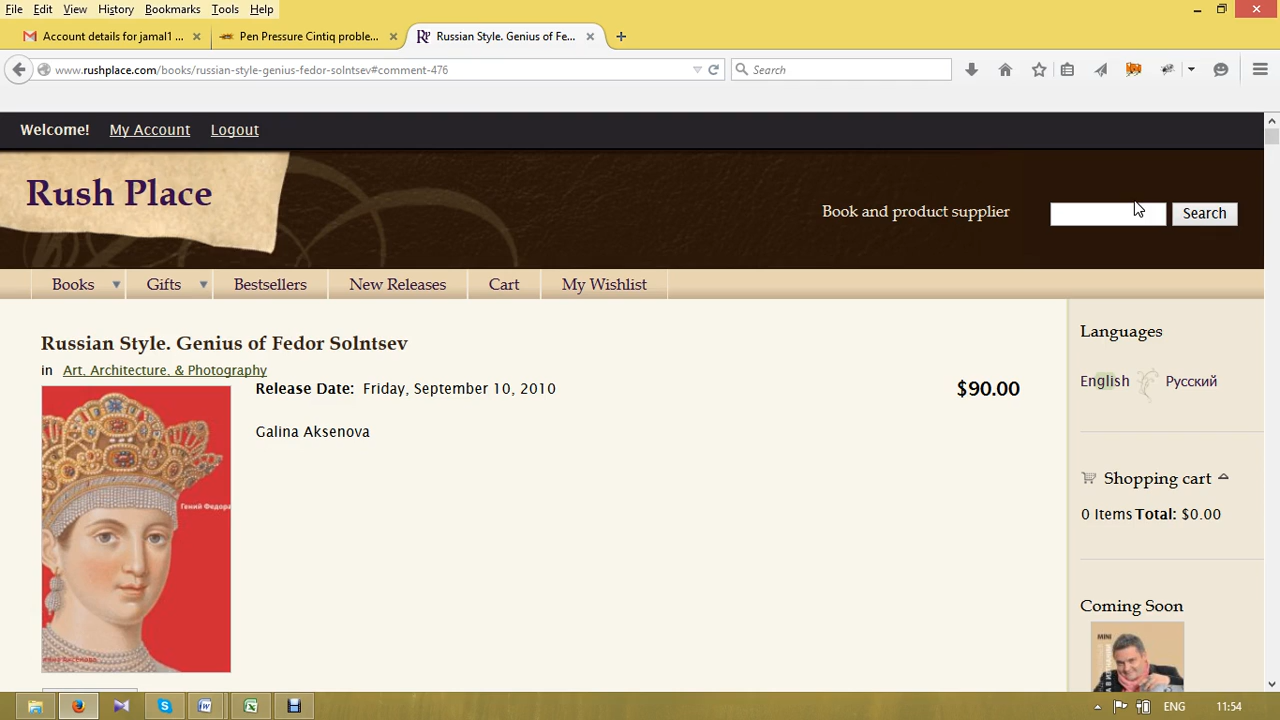 File Edit View History Bookmarks Tools Help
Account details for jamal1 ... × Pen Pressure Cintiq proble... × Russian Style. Genius of Fe... ×
www.rushplace.com/books/russian-style-genius-fedor-solntsev#comment-476 Search
Welcome! My Account Logout
Rush Place
Book and product supplier Search
Books Gifts Bestsellers New Releases Cart My Wishlist
Russian Style. Genius of Fedor Solntsev
in Art, Architecture, & Photography
Release Date: Friday, September 10, 2010 $90.00
Galina Aksenova
Гений Федора
Languages
English Русский
Shopping cart
0 Items Total: $0.00
Coming Soon
MINI
ENG 11:54